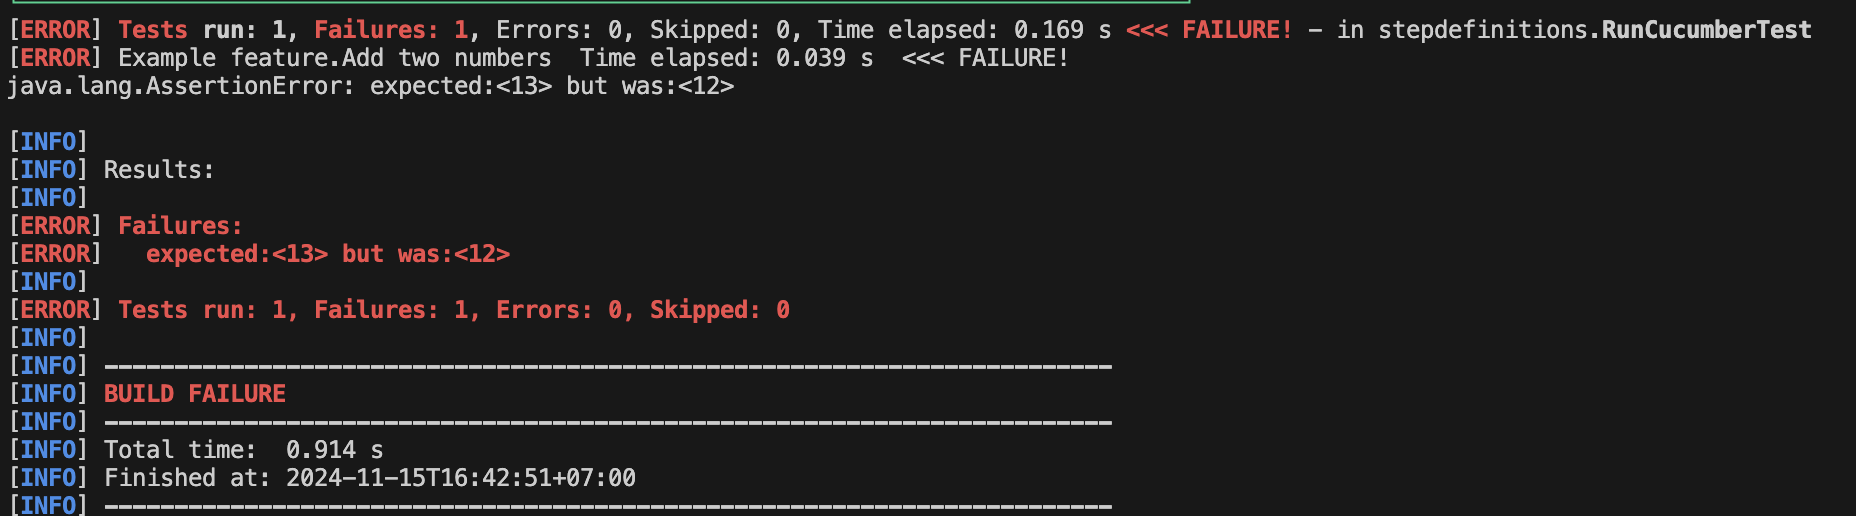 [ERROR] Tests run: 1, Failures: 1, Errors: 0, Skipped: 0, Time elapsed: 0.169 s <<< FAILURE! - in stepdefinitions.RunCucumberTest
[ERROR] Example feature.Add two numbers  Time elapsed: 0.039 s  <<< FAILURE!
java.lang.AssertionError: expected:<13> but was:<12>
[INFO]
[INFO] Results:
[INFO]
[ERROR] Failures:
[ERROR]   expected:<13> but was:<12>
[INFO]
[ERROR] Tests run: 1, Failures: 1, Errors: 0, Skipped: 0
[INFO]
[INFO] ------------------------------------------------------------------------
[INFO] BUILD FAILURE
[INFO] ------------------------------------------------------------------------
[INFO] Total time:  0.914 s
[INFO] Finished at: 2024-11-15T16:42:51+07:00
[INFO] ------------------------------------------------------------------------